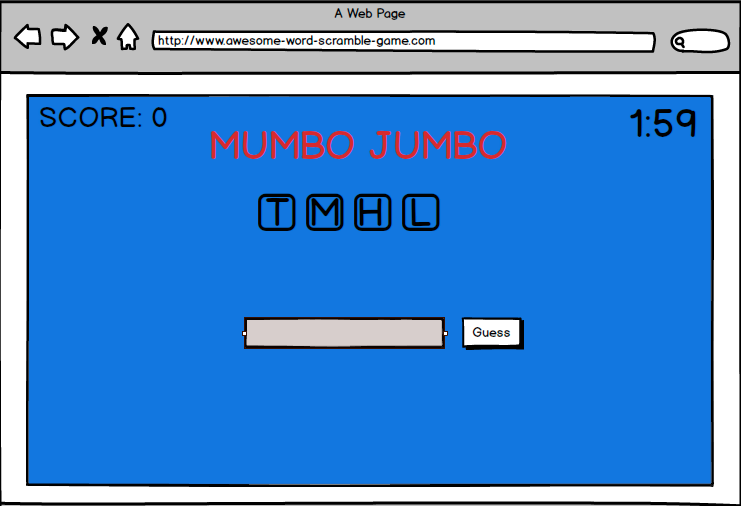 A Web Page
http://www.awesome-word-scramble-game.com
SCORE: 0
1:59
MUMBO JUMBO
T M H L
Guess